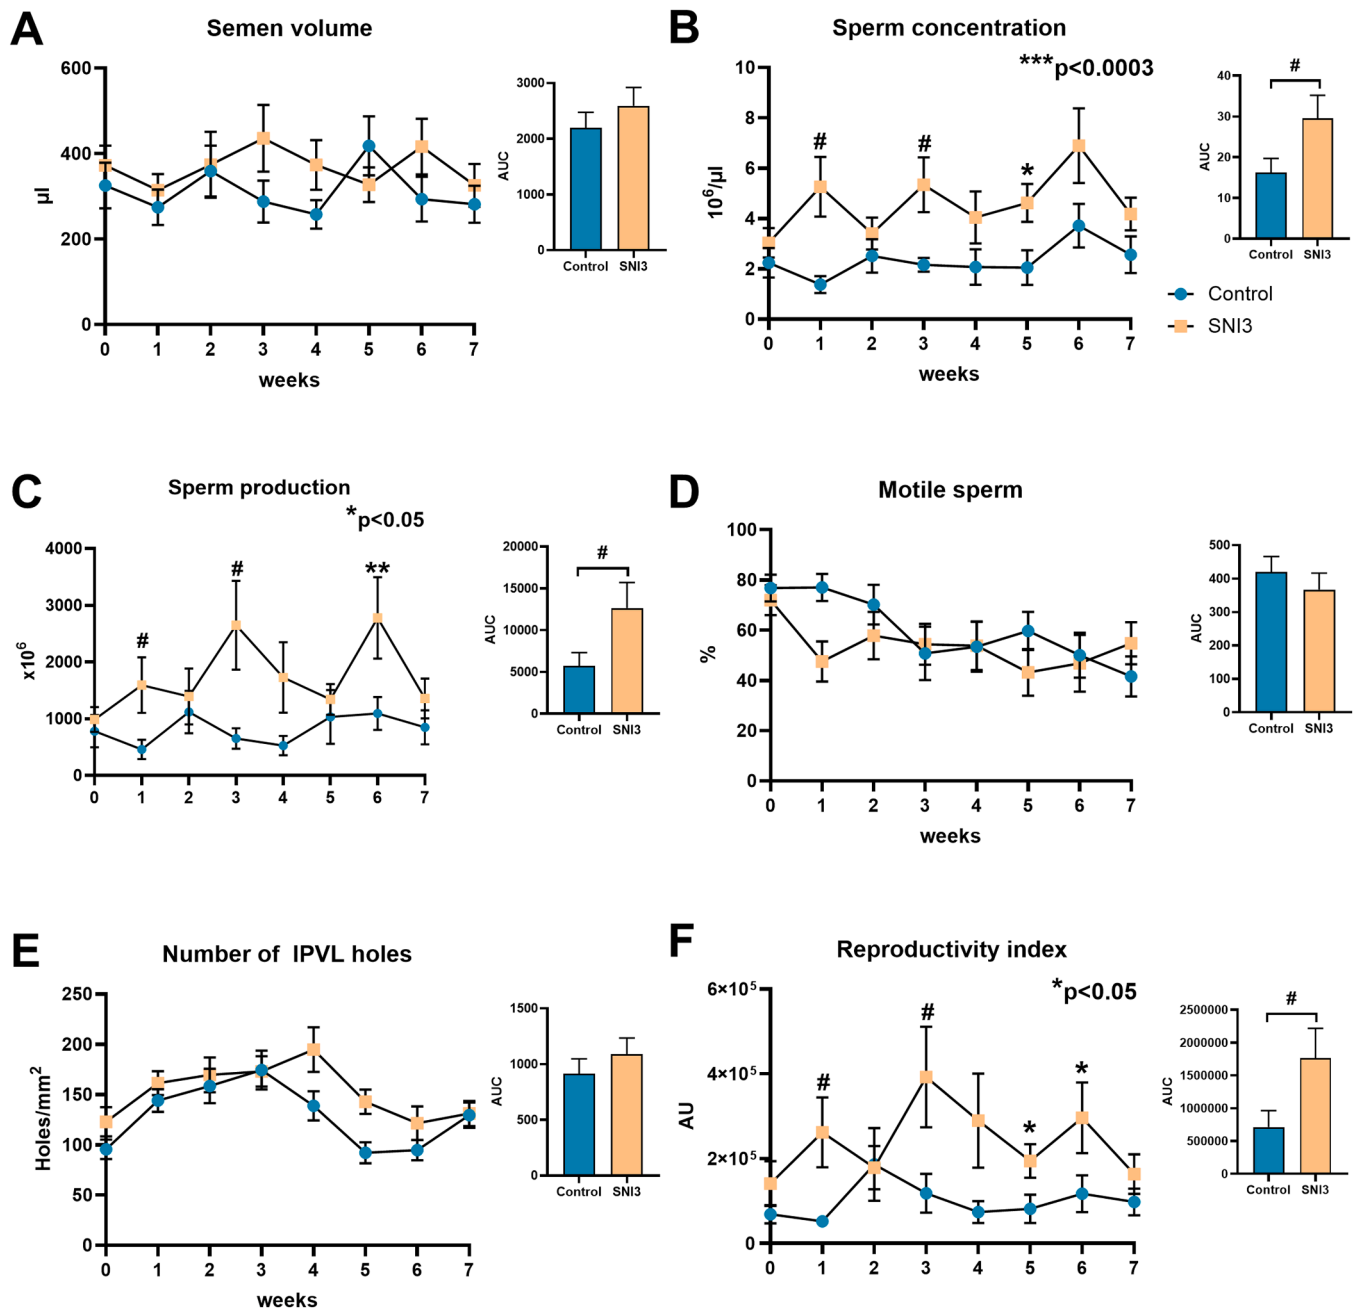 A
Semen volume
600
400
200
0
µl
0 1 2 3 4 5 6 7
weeks
3000
2000
1000
0
AUC
Control SNI3
B
Sperm concentration
***p<0.0003
10
8
6
4
2
0
10⁶/µl
# # *
0 1 2 3 4 5 6 7
weeks
40
30
20
10
0
AUC
#
Control SNI3
Control
SNI3
C
Sperm production
*p<0.05
4000
3000
2000
1000
0
x10⁶
# # **
0 1 2 3 4 5 6 7
20000
15000
10000
5000
0
AUC
#
Control SNI3
D
Motile sperm
100
80
60
40
20
0
%
0 1 2 3 4 5 6 7
weeks
500
400
300
200
100
0
AUC
Control SNI3
E
Number of IPVL holes
250
200
150
100
50
0
Holes/mm²
0 1 2 3 4 5 6 7
weeks
1500
1000
500
0
AUC
Control SNI3
F
Reproductivity index
*p<0.05
6×10⁵
4×10⁵
2×10⁵
0
AU
# # * *
0 1 2 3 4 5 6 7
weeks
2500000
2000000
1500000
1000000
500000
0
AUC
#
Control SNI3